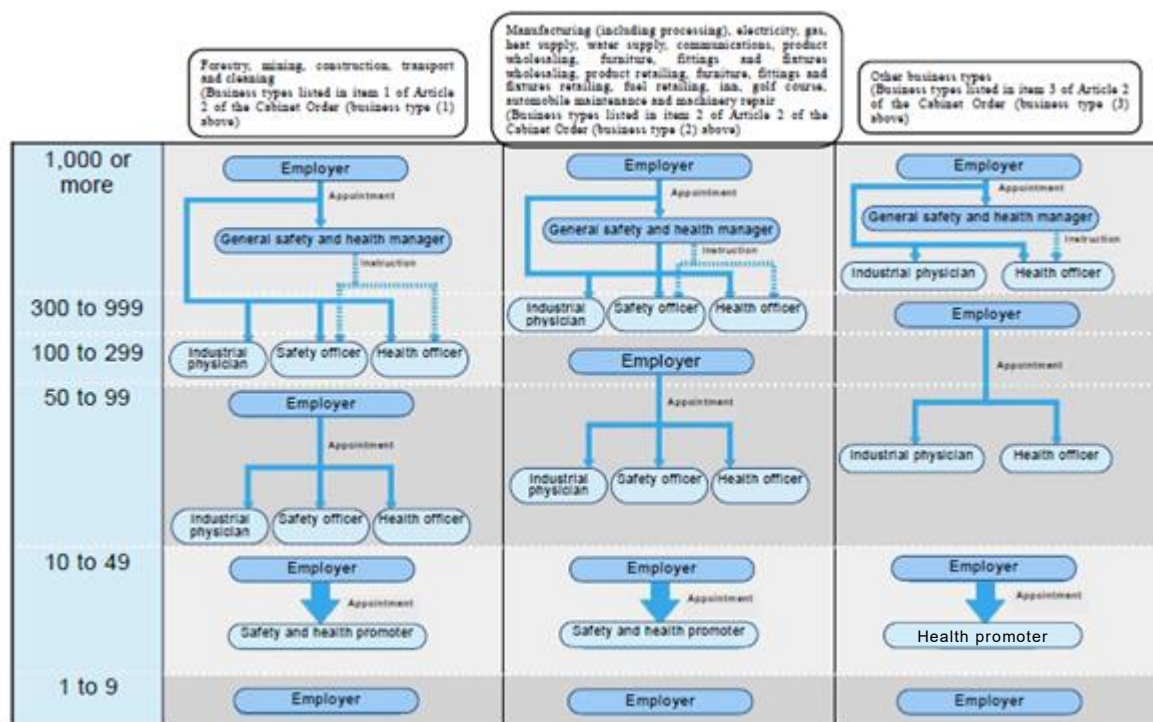 Forestry, mining, construction, transport
and cleaning
(Business types listed in item 1 of Article
2 of the Cabinet Order (business type (1)
above)
Manufacturing (including processing), electricity, gas,
heat supply, water supply, communications, product
wholesaling, furniture, fittings and fixtures
wholesaling, product retailing, furniture, fittings and
fixtures retailing, fuel retailing, inn, golf course,
automobile maintenance and machinery repair
(Business types listed in item 2 of Article 2 of the
Cabinet Order (business type (2) above)
Other business types
(Business types listed in item 3 of Article 2
of the Cabinet Order (business type (3)
above)
1,000 or
more
Employer
Appointment
General safety and health manager
Instruction
Industrial
physician
Safety officer
Health officer
Employer
Appointment
General safety and health manager
Instruction
Industrial
physician
Safety officer
Health officer
Employer
Appointment
General safety and health manager
Instruction
Industrial physician
Health officer
300 to 999
Employer
Appointment
Industrial physician
Health officer
100 to 299
Employer
Appointment
Industrial
physician
Safety officer
Health officer
50 to 99
Employer
Appointment
Industrial
physician
Safety officer
Health officer
10 to 49
Employer
Appointment
Safety and health promoter
Employer
Appointment
Safety and health promoter
Employer
Appointment
Health promoter
1 to 9
Employer
Employer
Employer